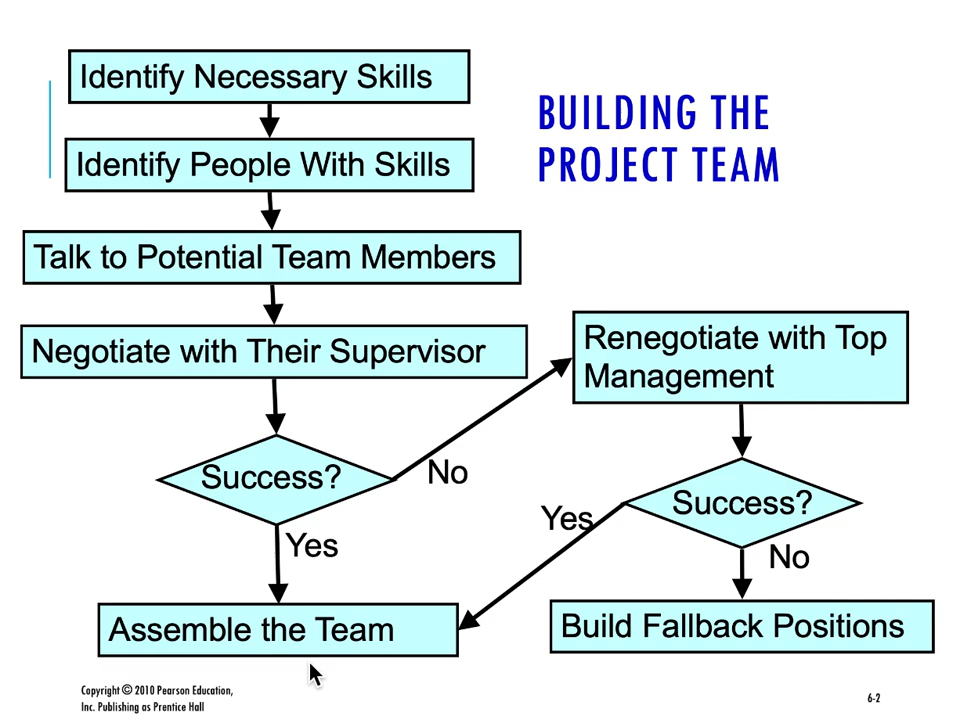 Identify Necessary Skills
BUILDING THE
PROJECT TEAM
Identify People With Skills
Talk to Potential Team Members
Negotiate with Their Supervisor
Renegotiate with Top
Management
Success?
No
Yes
Success?
Yes
No
Assemble the Team
Build Fallback Positions
Copyright © 2010 Pearson Education,
Inc. Publishing as Prentice Hall
6-2